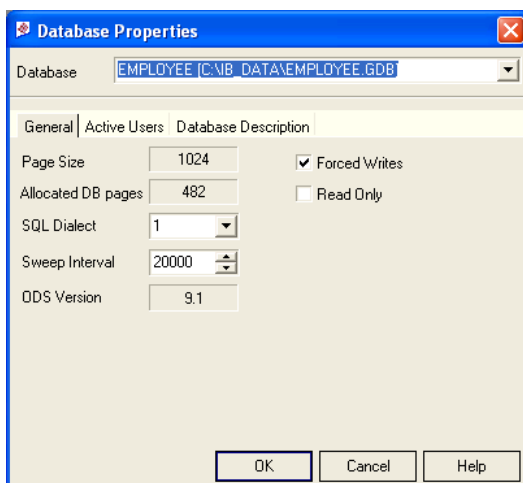 Database Properties
Database EMPLOYEE [C:\IB_DATA\EMPLOYEE.GDB]
General Active Users Database Description
Page Size 1024 Forced Writes
Allocated DB pages 482 Read Only
SQL Dialect 1
Sweep Interval 20000
ODS Version 9.1
OK Cancel Help